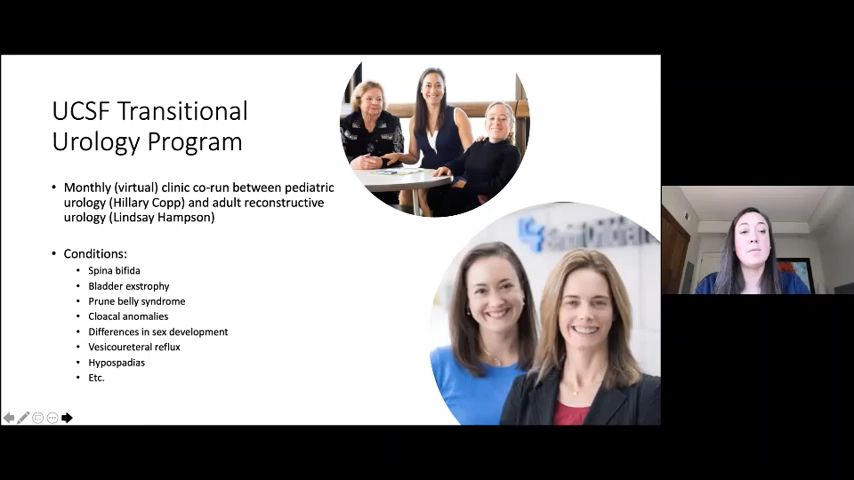 UCSF Transitional
Urology Program
• Monthly (virtual) clinic co-run between pediatric
urology (Hillary Copp) and adult reconstructive
urology (Lindsay Hampson)
• Conditions:
• Spina bifida
• Bladder exstrophy
• Prune belly syndrome
• Cloacal anomalies
• Differences in sex development
• Vesicoureteral reflux
• Hypospadias
• Etc.